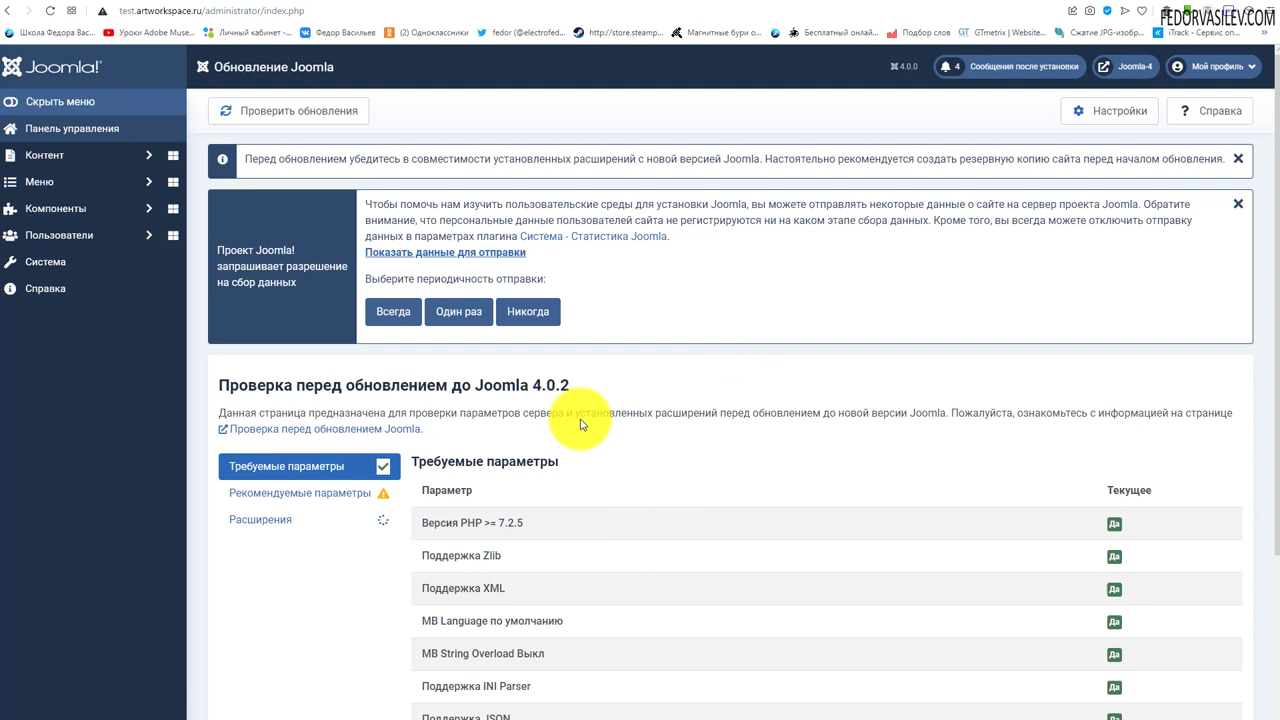 test.artworkspace.ru/administrator/index.php
FEDORVASILEV.COM
Школа Федора Вас... Уроки Adobe Muse... Личный кабинет -... Федор Васильев (2) Одноклассники fedor (@electrofed... http://store.steamp... Магнитные бури о... Бесплатный онлай... Подбор слов GTmetrix | Website... Сжатие JPG-изобр... iTrack - Сервис оп...
Joomla!
Обновление Joomla
4.0.0
4 Сообщения после установки
Joomla-4
Мой профиль
Скрыть меню
Панель управления
Контент
Меню
Компоненты
Пользователи
Система
Справка
Проверить обновления
Настройки
? Справка
Перед обновлением убедитесь в совместимости установленных расширений с новой версией Joomla. Настоятельно рекомендуется создать резервную копию сайта перед началом обновления.
Проект Joomla!
запрашивает разрешение
на сбор данных
Чтобы помочь нам изучить пользовательские среды для установки Joomla, вы можете отправлять некоторые данные о сайте на сервер проекта Joomla. Обратите
внимание, что персональные данные пользователей сайта не регистрируются ни на каком этапе сбора данных. Кроме того, вы всегда можете отключить отправку
данных в параметрах плагина Система - Статистика Joomla.
Показать данные для отправки
Выберите периодичность отправки:
Всегда Один раз Никогда
Проверка перед обновлением до Joomla 4.0.2
Данная страница предназначена для проверки параметров сервера и установленных расширений перед обновлением до новой версии Joomla. Пожалуйста, ознакомьтесь с информацией на странице
Проверка перед обновлением Joomla.
Требуемые параметры
Рекомендуемые параметры
Расширения
Требуемые параметры
Параметр Текущее
Версия PHP >= 7.2.5 Да
Поддержка Zlib Да
Поддержка XML Да
MB Language по умолчанию Да
MB String Overload Выкл Да
Поддержка INI Parser Да
Поддержка JSON Да